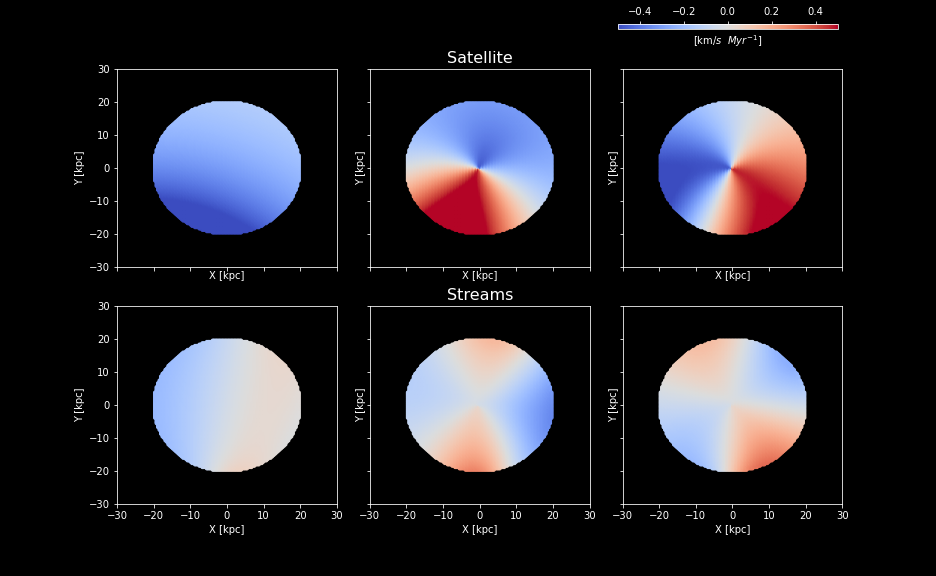 −0.4 −0.2 0.0 0.2 0.4
[km/s Myr⁻¹]
Satellite
30
20
10
0
−10
−20
−30
Y [kpc]
X [kpc]
Y [kpc]
X [kpc]
Y [kpc]
X [kpc]
Streams
30
20
10
0
−10
−20
−30
Y [kpc]
−30 −20 −10 0 10 20 30
X [kpc]
Y [kpc]
−30 −20 −10 0 10 20 30
X [kpc]
Y [kpc]
−30 −20 −10 0 10 20 30
X [kpc]